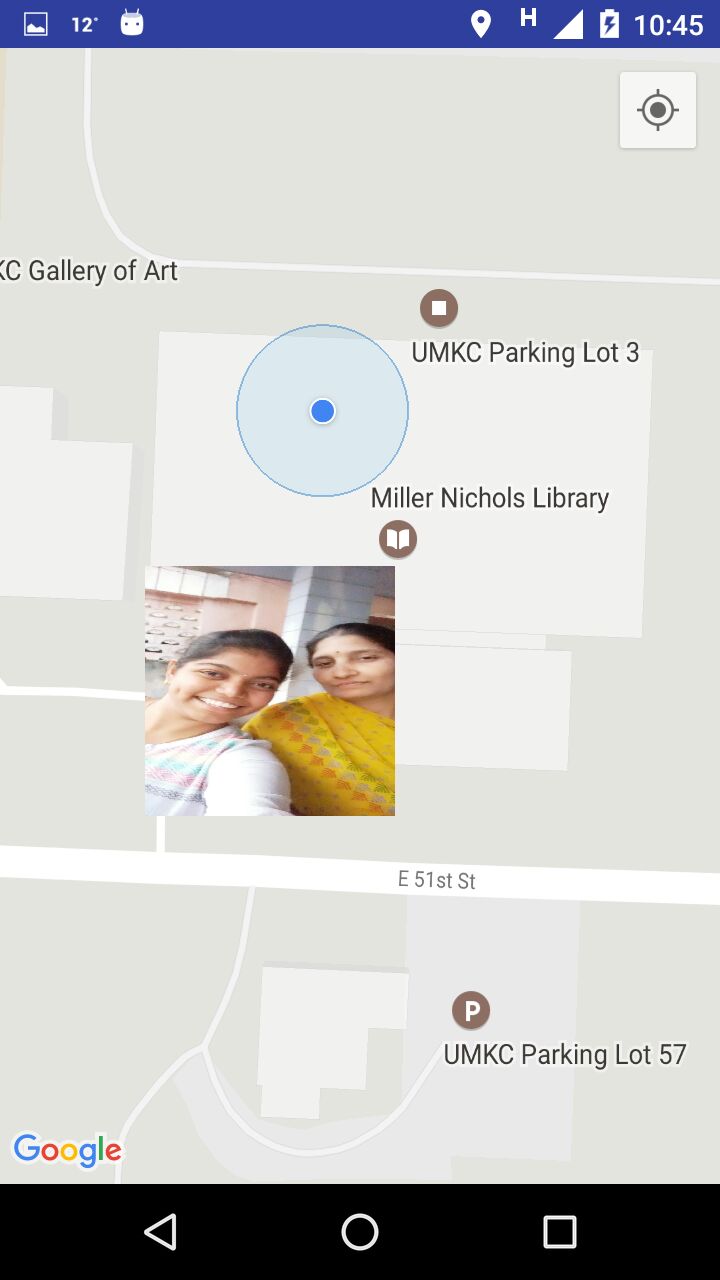 12° H 10:45
KC Gallery of Art
UMKC Parking Lot 3
Miller Nichols Library
E 51st St
P
UMKC Parking Lot 57
Google